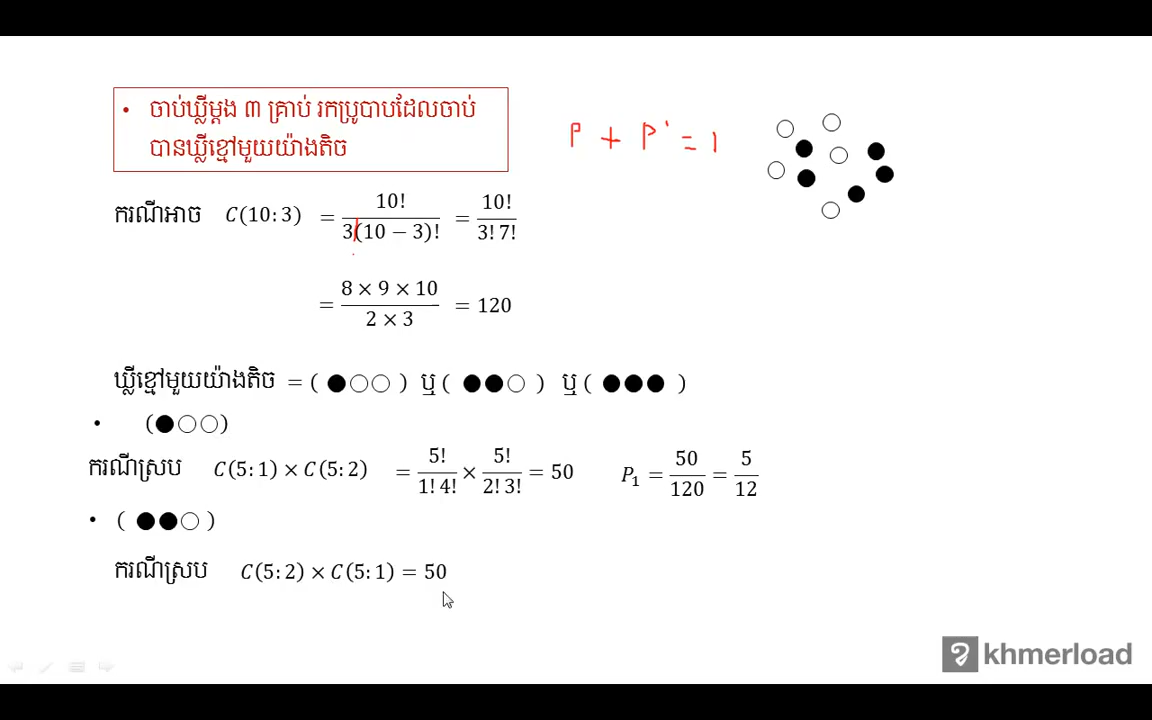 • ចាប់ឃ្លីម្តង ៣ គ្រាប់ រកប្រូបាបដែលចាប់
បានឃ្លីខ្មៅមួយយ៉ាងតិច
P + P' = 1
ករណីអាច C(10:3) = 10! / 3!(10 − 3)! = 10! / 3! 7!
= 8 × 9 × 10 / 2 × 3 = 120
ឃ្លីខ្មៅមួយយ៉ាងតិច = ( ●○○ ) ឬ ( ●●○ ) ឬ ( ●●● )
• (●○○)
ករណីស្រប C(5:1) × C(5:2) = 5! / 1! 4! × 5! / 2! 3! = 50 P₁ = 50 / 120 = 5 / 12
• ( ●●○ )
ករណីស្រប C(5:2) × C(5:1) = 50
khmerload